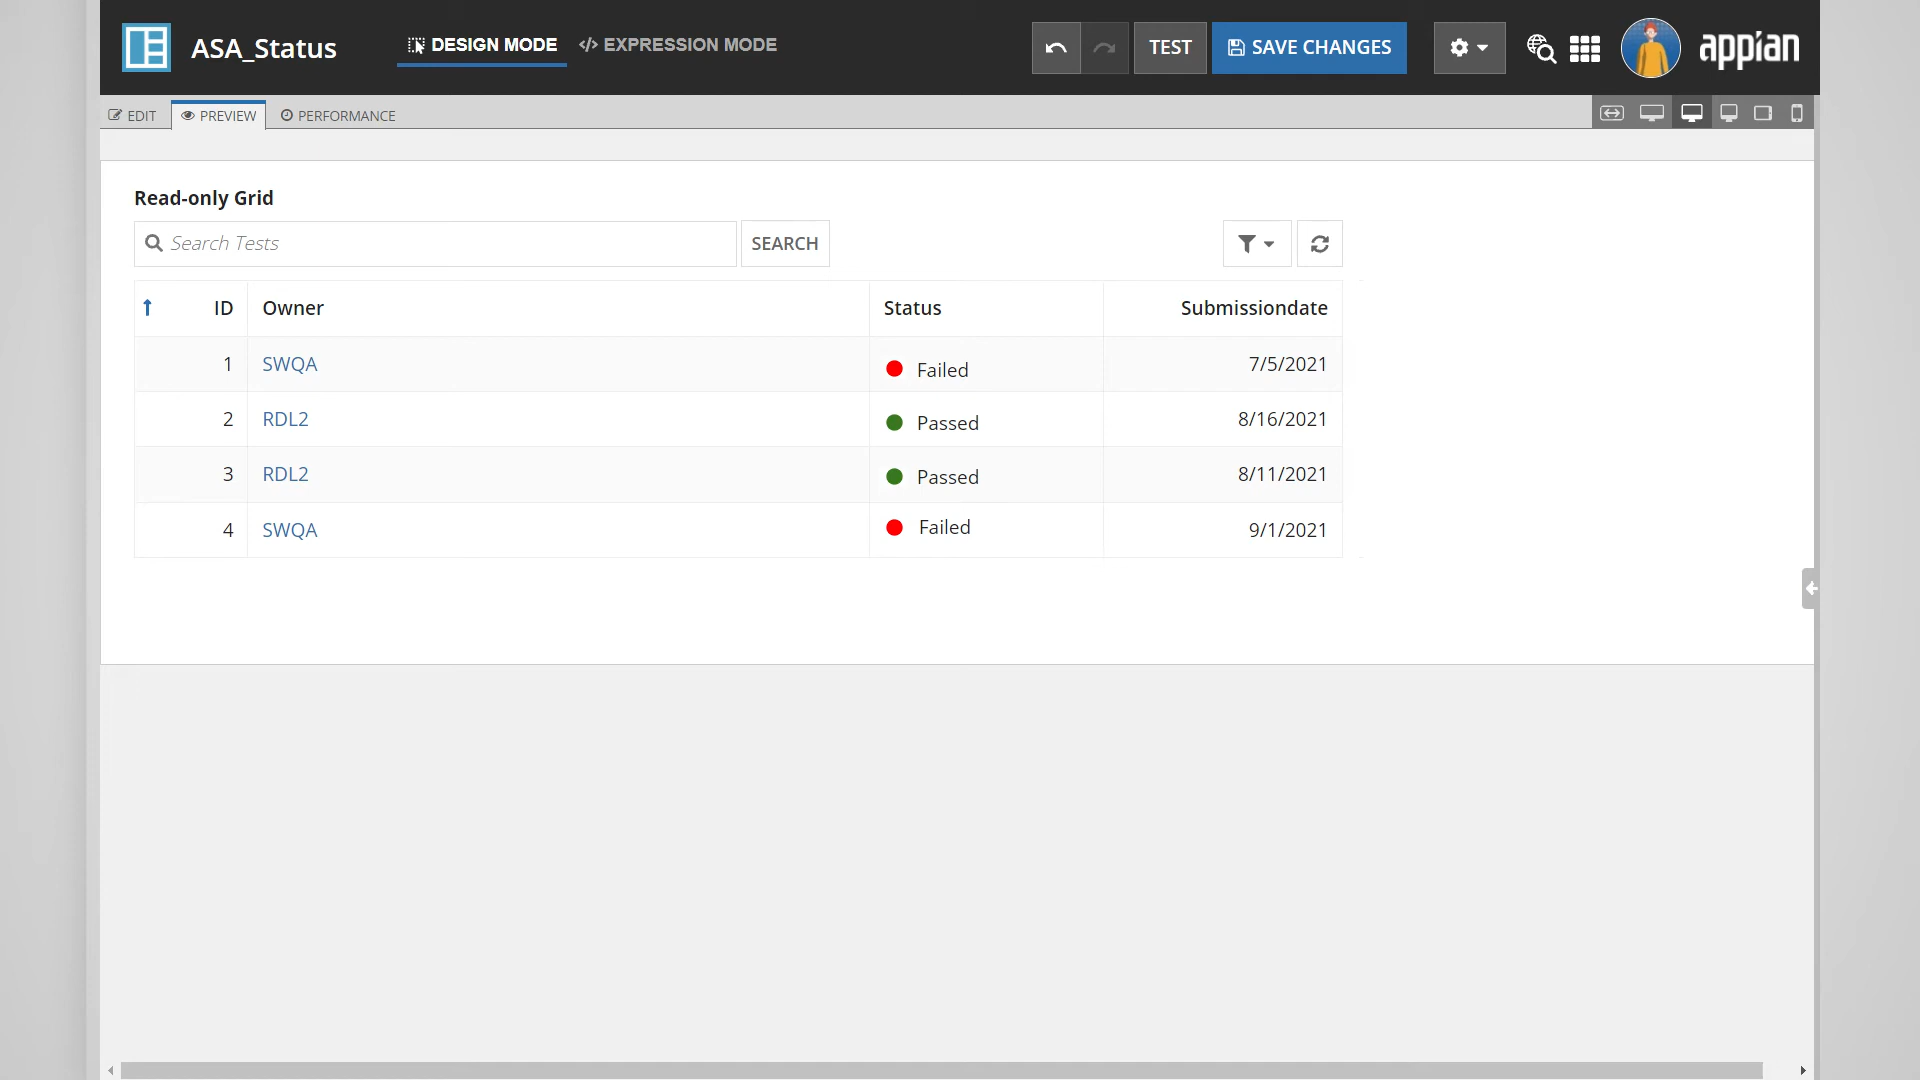 ASA_Status DESIGN MODE </> EXPRESSION MODE TEST SAVE CHANGES appian
EDIT PREVIEW PERFORMANCE
Read-only Grid
Search Tests SEARCH
ID Owner Status Submissiondate
1 SWQA Failed 7/5/2021
2 RDL2 Passed 8/16/2021
3 RDL2 Passed 8/11/2021
4 SWQA Failed 9/1/2021